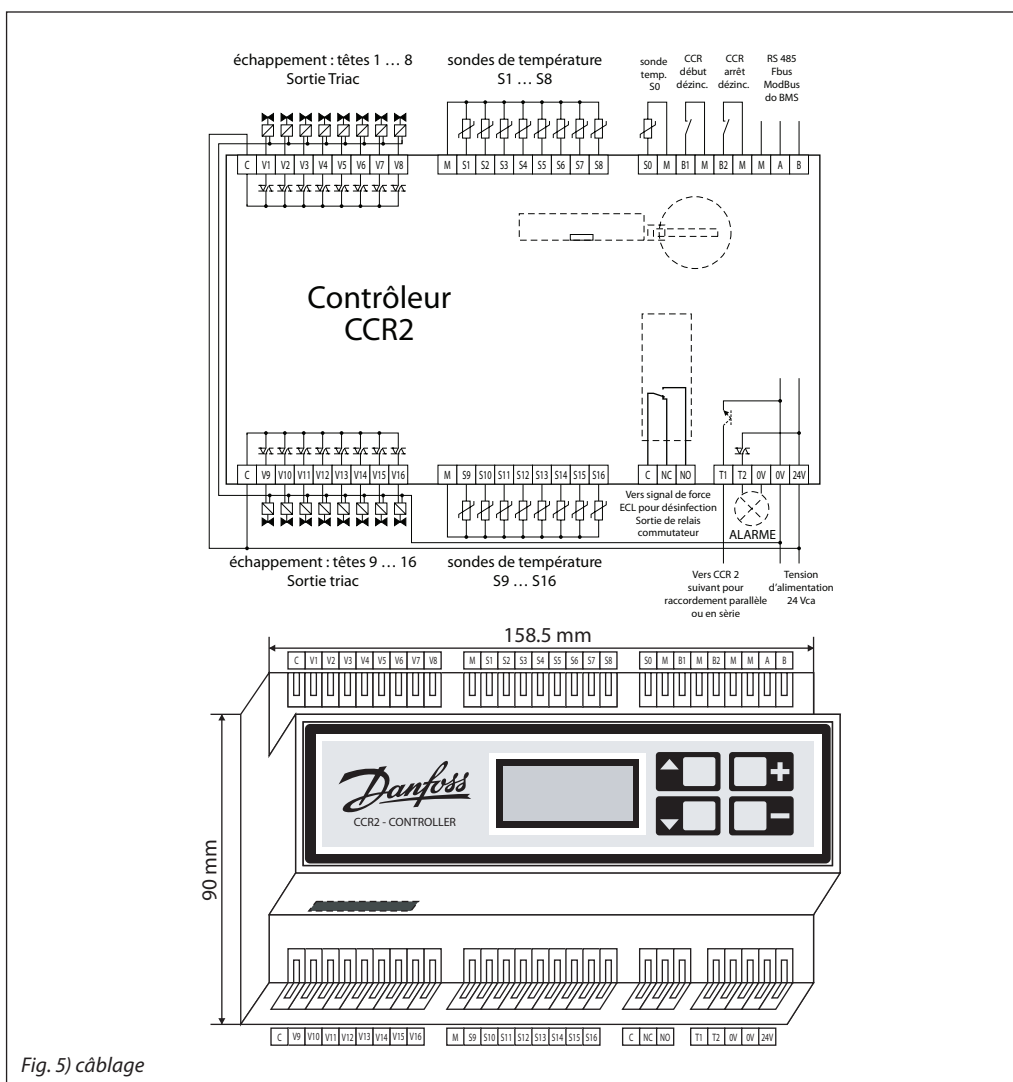 échappement : têtes 1 … 8
Sortie Triac
sondes de température
S1 … S8
sonde
temp.
S0
CCR
début
dézinc.
CCR
arrêt
dézinc.
RS 485
Fbus
ModBus
do BMS
C V1 V2 V3 V4 V5 V6 V7 V8
M S1 S2 S3 S4 S5 S6 S7 S8
S0 M B1 M B2 M M A B
Contrôleur
CCR2
C V9 V10 V11 V12 V13 V14 V15 V16
M S9 S10 S11 S12 S13 S14 S15 S16
C NC NO
T1 T2 0V 0V 24V
échappement : têtes 9 … 16
Sortie triac
sondes de température
S9 … S16
Vers signal de force
ECL pour désinfection
Sortie de relais
commutateur
ALARME
Vers CCR 2
suivant pour
raccordement parallèle
ou en sèrie
Tension
d’alimentation
24 Vca
158.5 mm
C V1 V2 V3 V4 V5 V6 V7 V8
M S1 S2 S3 S4 S5 S6 S7 S8
S0 M B1 M B2 M M A B
90 mm
Danfoss
CCR2 - CONTROLLER
+
−
C V9 V10 V11 V12 V13 V14 V15 V16
M S9 S10 S11 S12 S13 S14 S15 S16
C NC NO
T1 T2 0V 0V 24V
Fig. 5) câblage